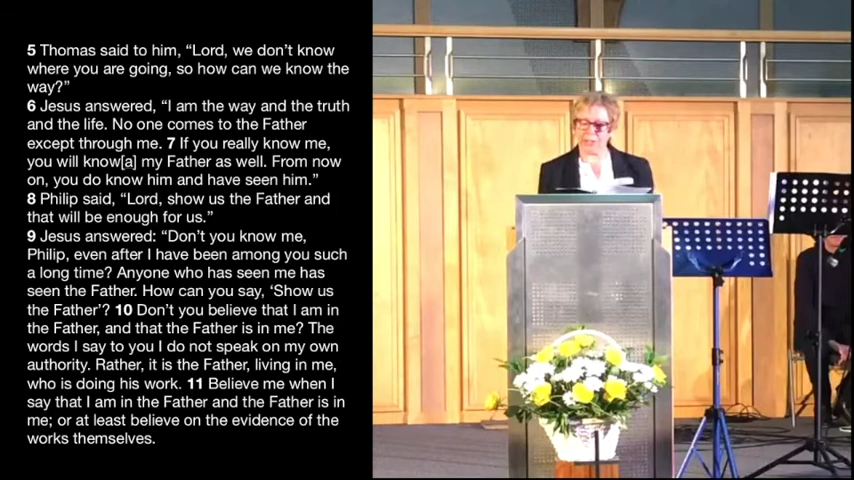 5 Thomas said to him, “Lord, we don’t know
where you are going, so how can we know the
way?”
6 Jesus answered, “I am the way and the truth
and the life. No one comes to the Father
except through me. 7 If you really know me,
you will know[a] my Father as well. From now
on, you do know him and have seen him.”
8 Philip said, “Lord, show us the Father and
that will be enough for us.”
9 Jesus answered: “Don’t you know me,
Philip, even after I have been among you such
a long time? Anyone who has seen me has
seen the Father. How can you say, ‘Show us
the Father’? 10 Don’t you believe that I am in
the Father, and that the Father is in me? The
words I say to you I do not speak on my own
authority. Rather, it is the Father, living in me,
who is doing his work. 11 Believe me when I
say that I am in the Father and the Father is in
me; or at least believe on the evidence of the
works themselves.